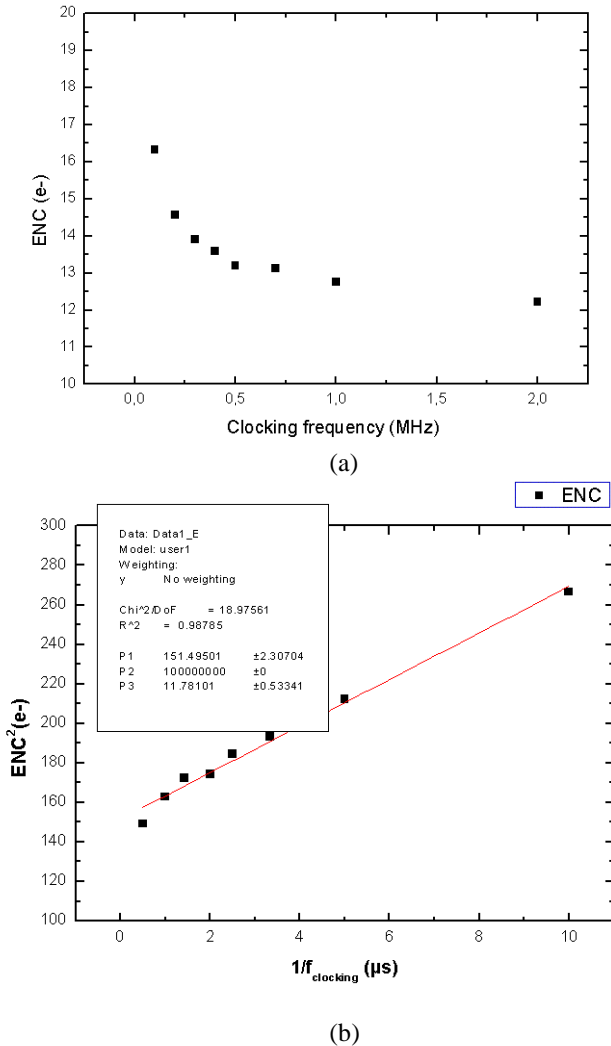 20
19
18
17
16
15
14
13
12
11
10
ENC (e-)
0,0 0,5 1,0 1,5 2,0
Clocking frequency (MHz)
(a)
ENC
300
280
260
240
220
200
180
160
140
120
100
ENC²(e-)
Data: Data1_E
Model: user1
Weighting:
y No weighting
Chi^2/DoF = 18.97561
R^2 = 0.98785
P1 151.49501 ±2.30704
P2 100000000 ±0
P3 11.78101 ±0.53341
0 2 4 6 8 10
1/f clocking (µs)
(b)